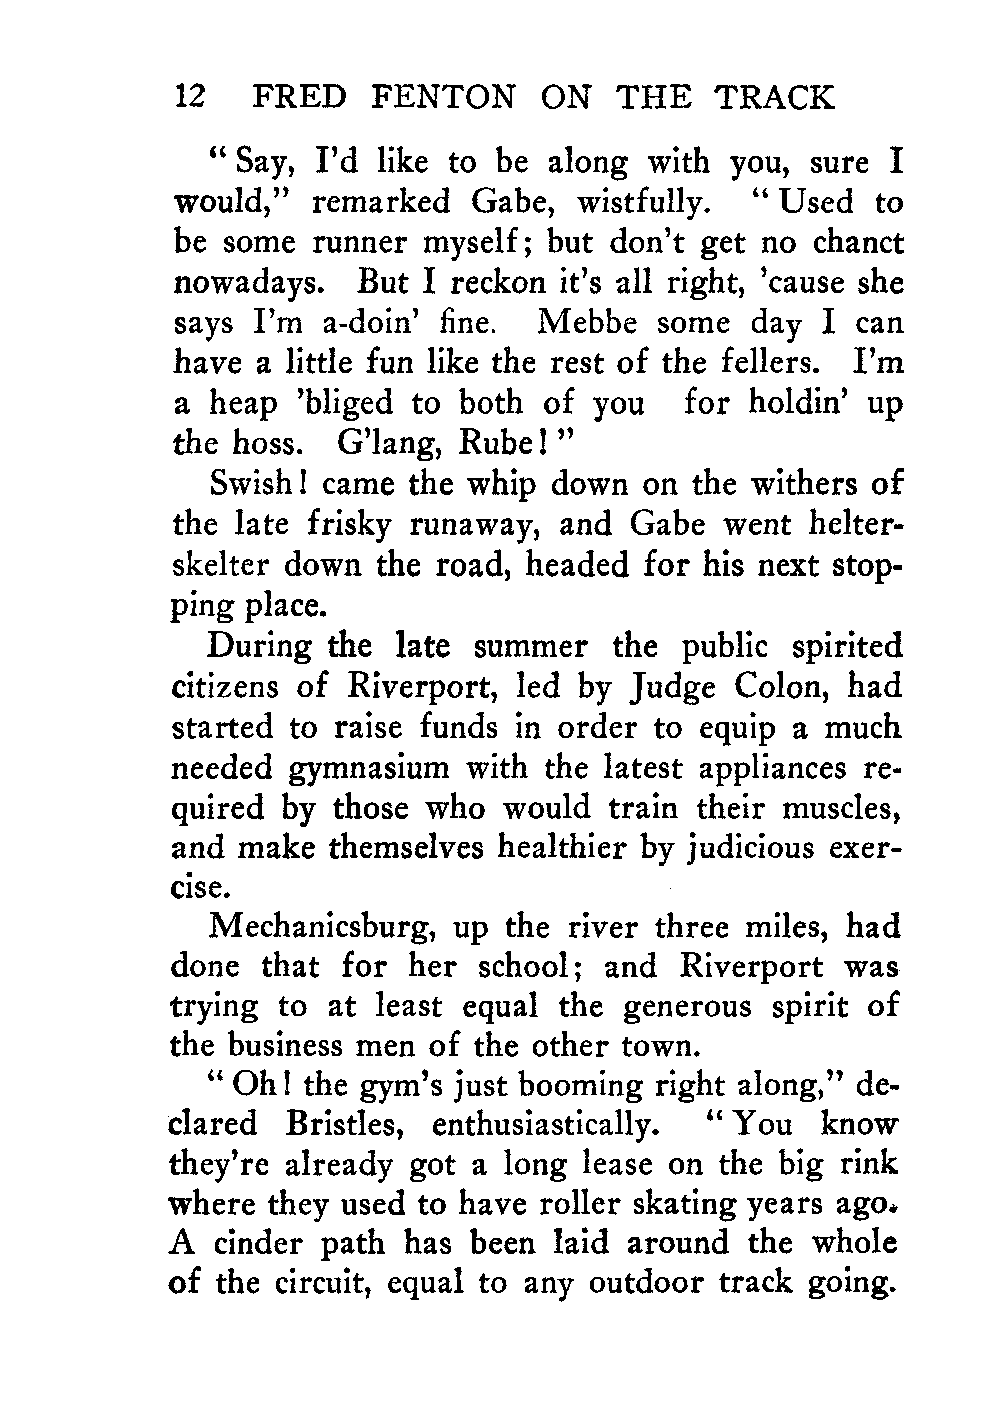 12 FRED FENTON ON THE TRACK
“ Say, I’d like to be along with you, sure I
would,” remarked Gabe, wistfully. “ Used to
be some runner myself; but don’t get no chanct
nowadays. But I reckon it’s all right, ’cause she
says I’m a-doin’ fine. Mebbe some day I can
have a little fun like the rest of the fellers. I’m
a heap ’bliged to both of you for holdin’ up
the hoss. G’lang, Rube! ”
Swish! came the whip down on the withers of
the late frisky runaway, and Gabe went helter-
skelter down the road, headed for his next stop-
ping place.
During the late summer the public spirited
citizens of Riverport, led by Judge Colon, had
started to raise funds in order to equip a much
needed gymnasium with the latest appliances re-
quired by those who would train their muscles,
and make themselves healthier by judicious exer-
cise.
Mechanicsburg, up the river three miles, had
done that for her school; and Riverport was
trying to at least equal the generous spirit of
the business men of the other town.
“ Oh! the gym’s just booming right along,” de-
clared Bristles, enthusiastically. “ You know
they’re already got a long lease on the big rink
where they used to have roller skating years ago.
A cinder path has been laid around the whole
of the circuit, equal to any outdoor track going.